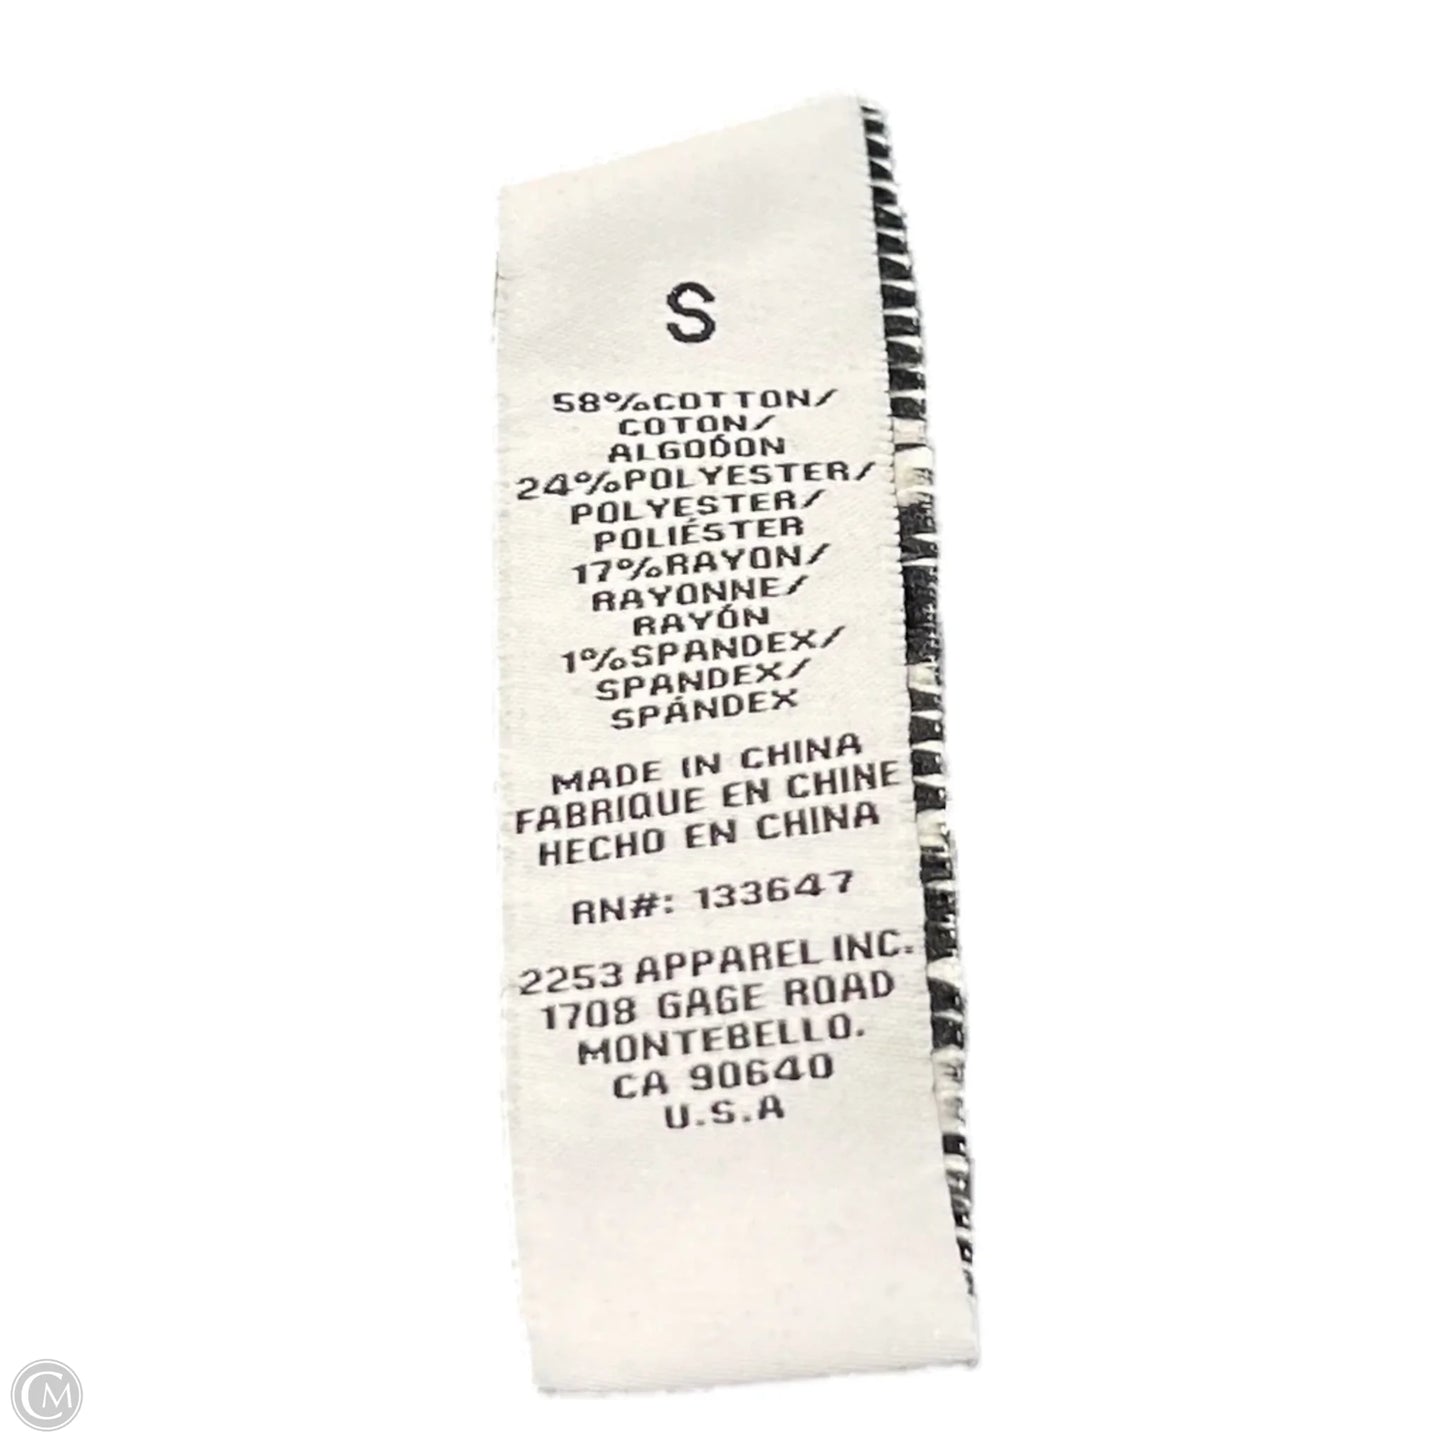 S
58%COTTON/
COTON/
ALGODÓN
24%POLYESTER/
POLYESTER/
POLIÉSTER
17%RAYON/
RAYONNE/
RAYÓN
1%SPANDEX/
SPANDEX/
SPÁNDEX
MADE IN CHINA
FABRIQUE EN CHINE
HECHO EN CHINA
RN#: 133647
2253 APPAREL INC.
1708 GAGE ROAD
MONTEBELLO.
CA 90640
U.S.A
CM